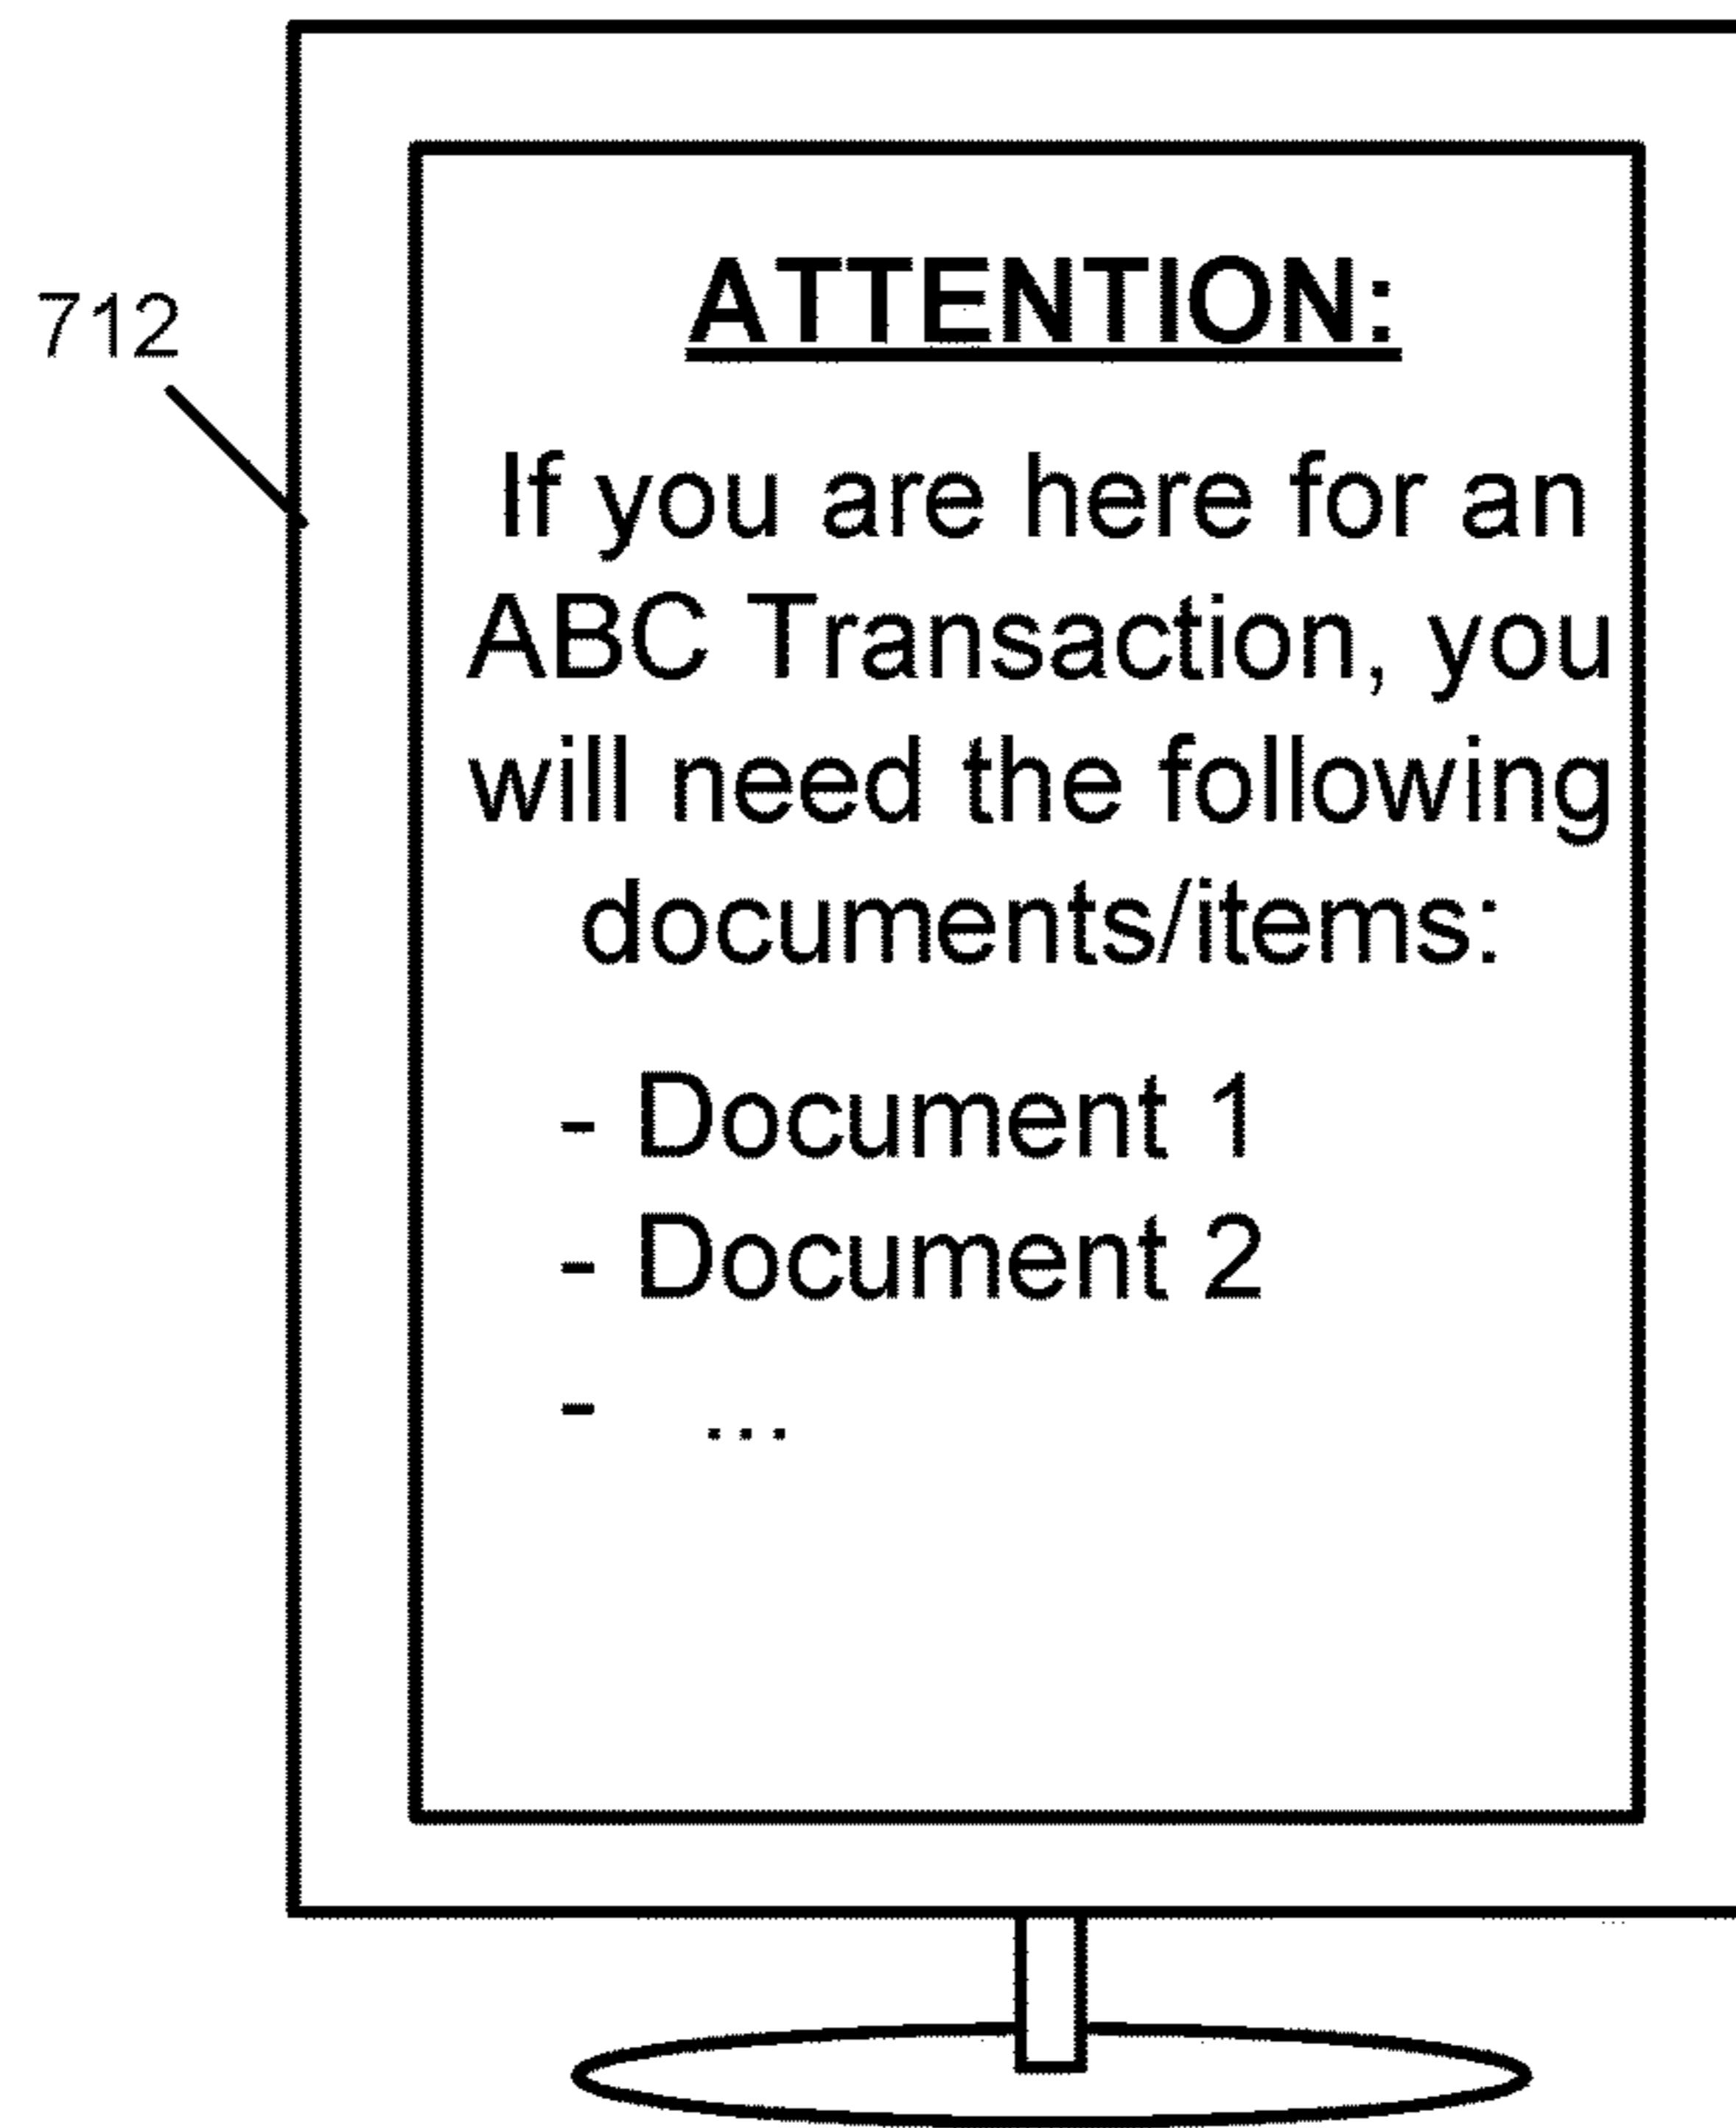 712
ATTENTION:
If you are here for an
ABC Transaction, you
will need the following
documents/items:
- Document 1
- Document 2
- ...